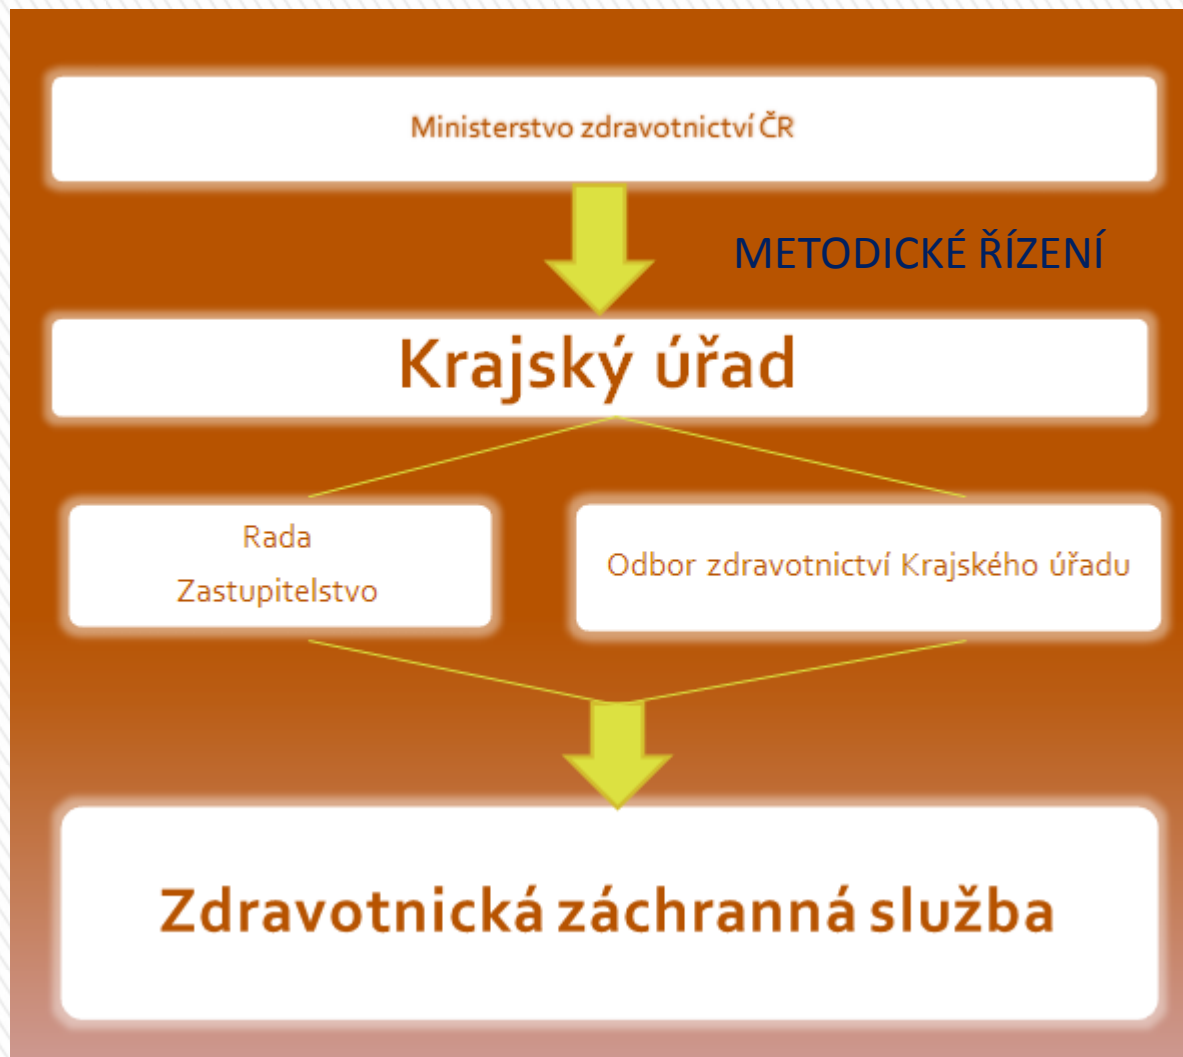 Ministerstvo zdravotnictví ČR
METODICKÉ ŘÍZENÍ
Krajský úřad
Rada
Zastupitelstvo
Odbor zdravotnictví Krajského úřadu
Zdravotnická záchranná služba